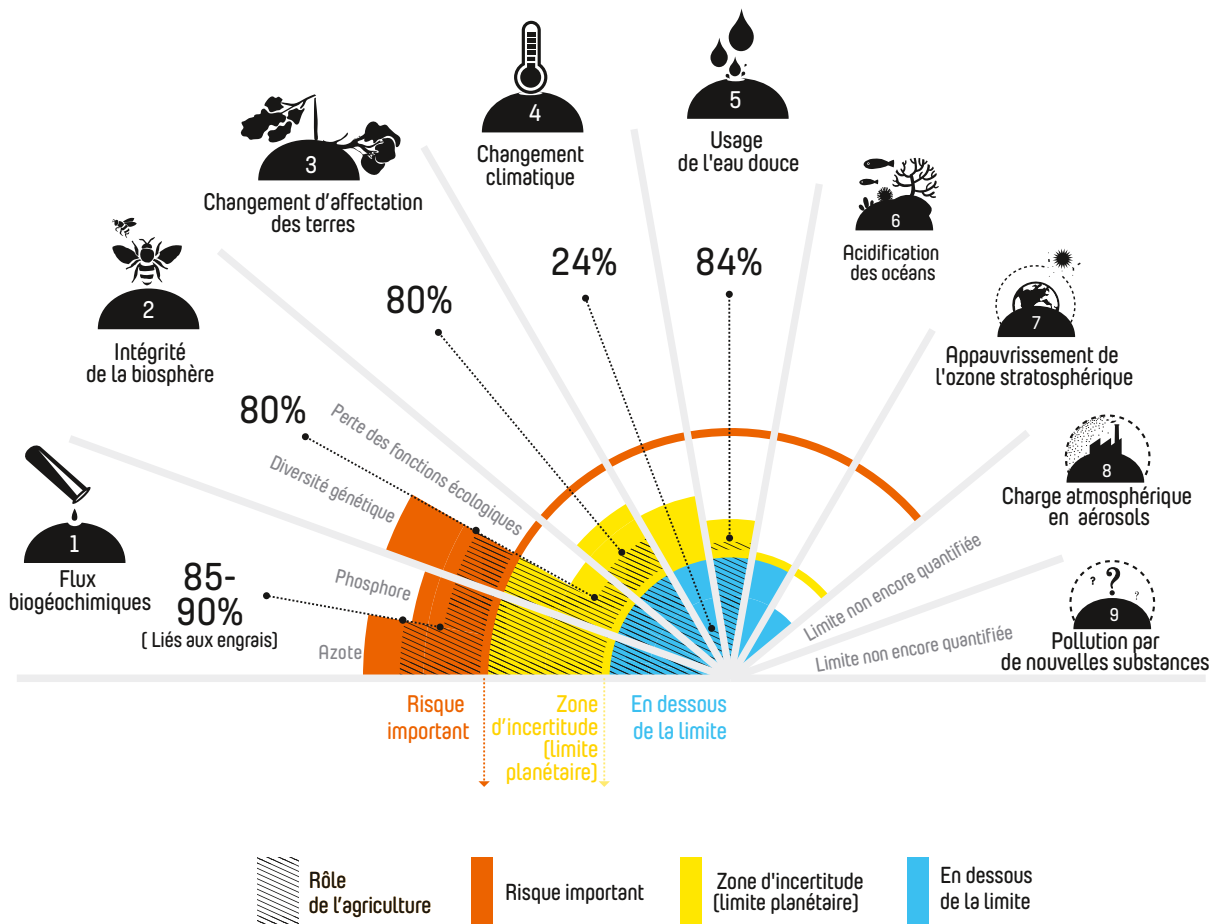 1
Flux
biogéochimiques
85-
90%
( Liés aux engrais)
Phosphore
Azote
2
Intégrité
de la biosphère
80%
Diversité génétique
Perte des fonctions écologiques
3
Changement d'affectation
des terres
80%
4
Changement
climatique
24%
5
Usage
de l'eau douce
84%
6
Acidification
des océans
7
Appauvrissement de
l'ozone stratosphérique
8
Charge atmosphérique
en aérosols
Limite non encore quantifiée
? ? ?
9
Pollution par
de nouvelles substances
Limite non encore quantifiée
Risque
important
Zone
d'incertitude
(limite
planétaire)
En dessous
de la limite
Rôle
de l'agriculture
Risque important
Zone d'incertitude
(limite planétaire)
En dessous
de la limite